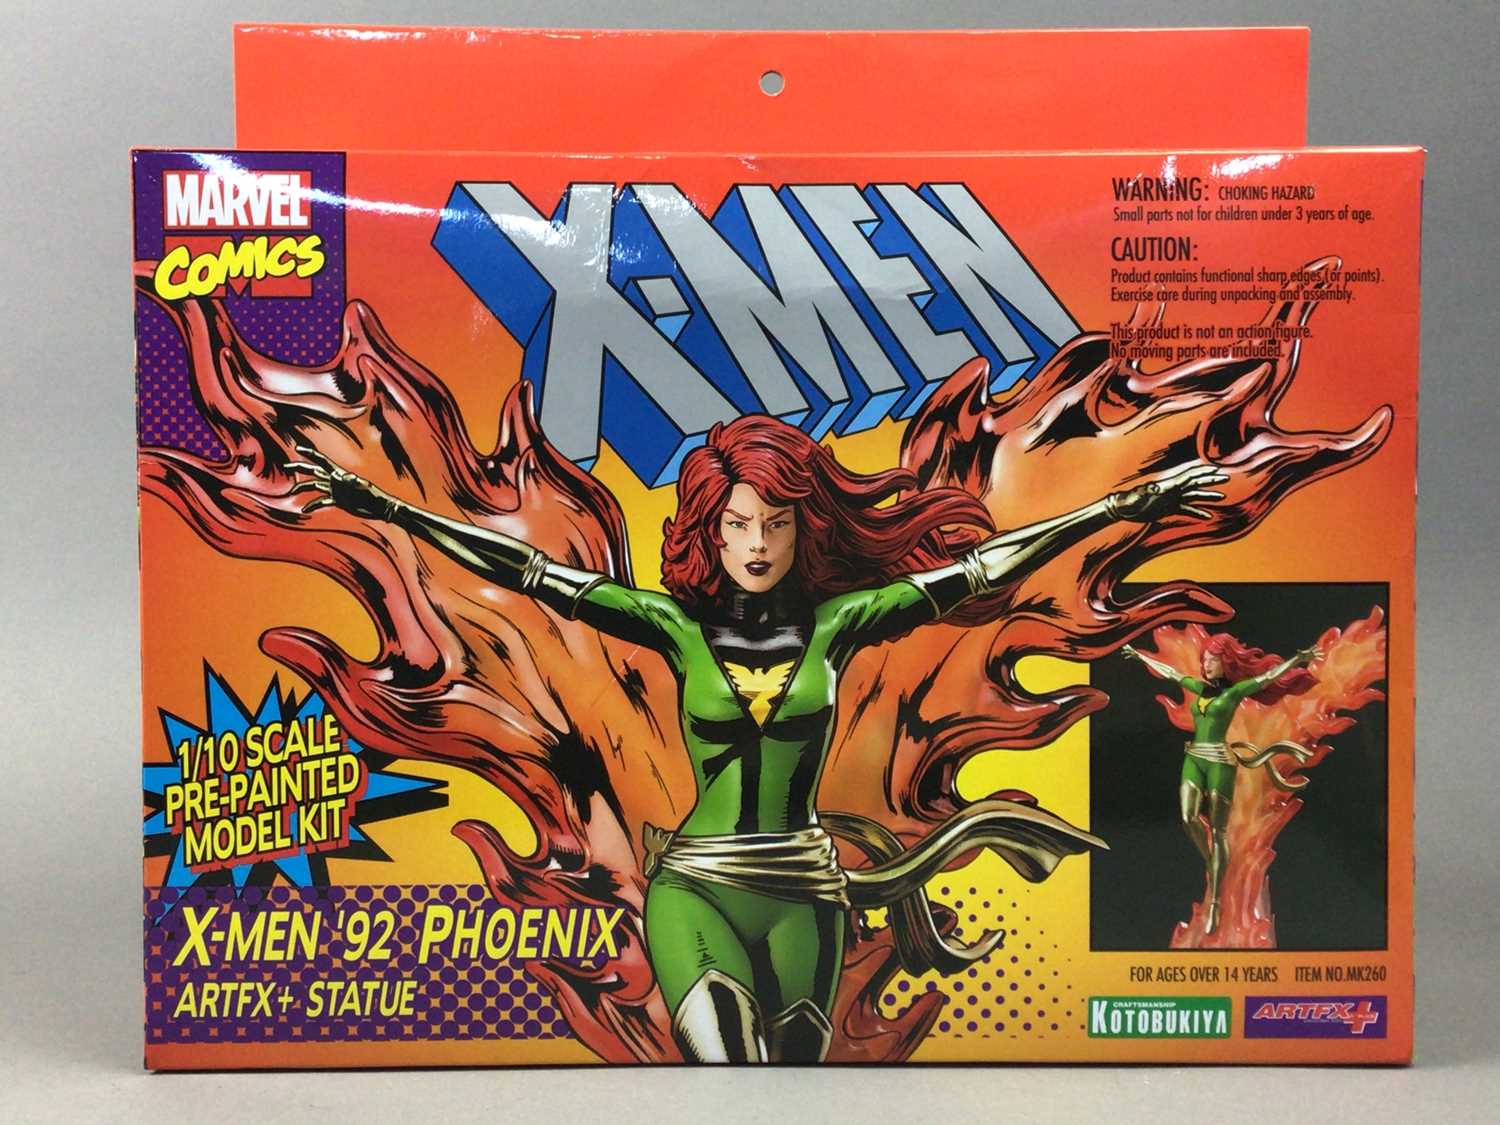 MARVEL
COMICS
X-MEN
WARNING: CHOKING HAZARD
Small parts not for children under 3 years of age.
CAUTION:
Product contains functional sharp edges (or points).
Exercise care during unpacking and assembly.
This product is not an action figure.
No moving parts are included.
1/10 SCALE
PRE-PAINTED
MODEL KIT
X-MEN '92 PHOENIX
ARTFX+ STATUE
FOR AGES OVER 14 YEARS ITEM NO.MK260
CRAFTSMANSHIP
KOTOBUKIYA
ARTFX+